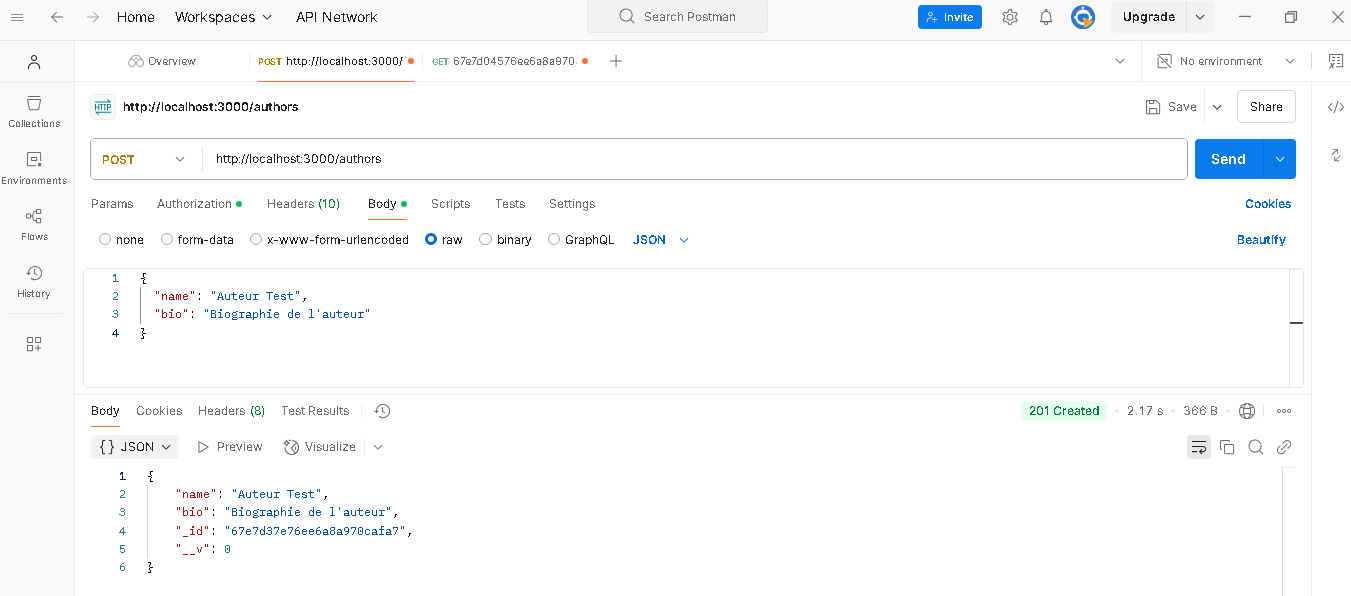 Home Workspaces API Network Search Postman Invite Upgrade
Overview POST http://localhost:3000/ GET 67e7d04576ee6a8a970 No environment
HTTP http://localhost:3000/authors Save Share
POST http://localhost:3000/authors Send
Collections
Environments
Flows
History
Params Authorization Headers (10) Body Scripts Tests Settings Cookies
none form-data x-www-form-urlencoded raw binary GraphQL JSON Beautify
1 {
2 "name": "Auteur Test",
3 "bio": "Biographie de l'auteur"
4 }
Body Cookies Headers (8) Test Results 201 Created 2.17 s 366 B
{} JSON Preview Visualize
1 {
2 "name": "Auteur Test",
3 "bio": "Biographie de l'auteur",
4 "_id": "67e7d37e76ee6a8a970cafa7",
5 "__v": 0
6 }